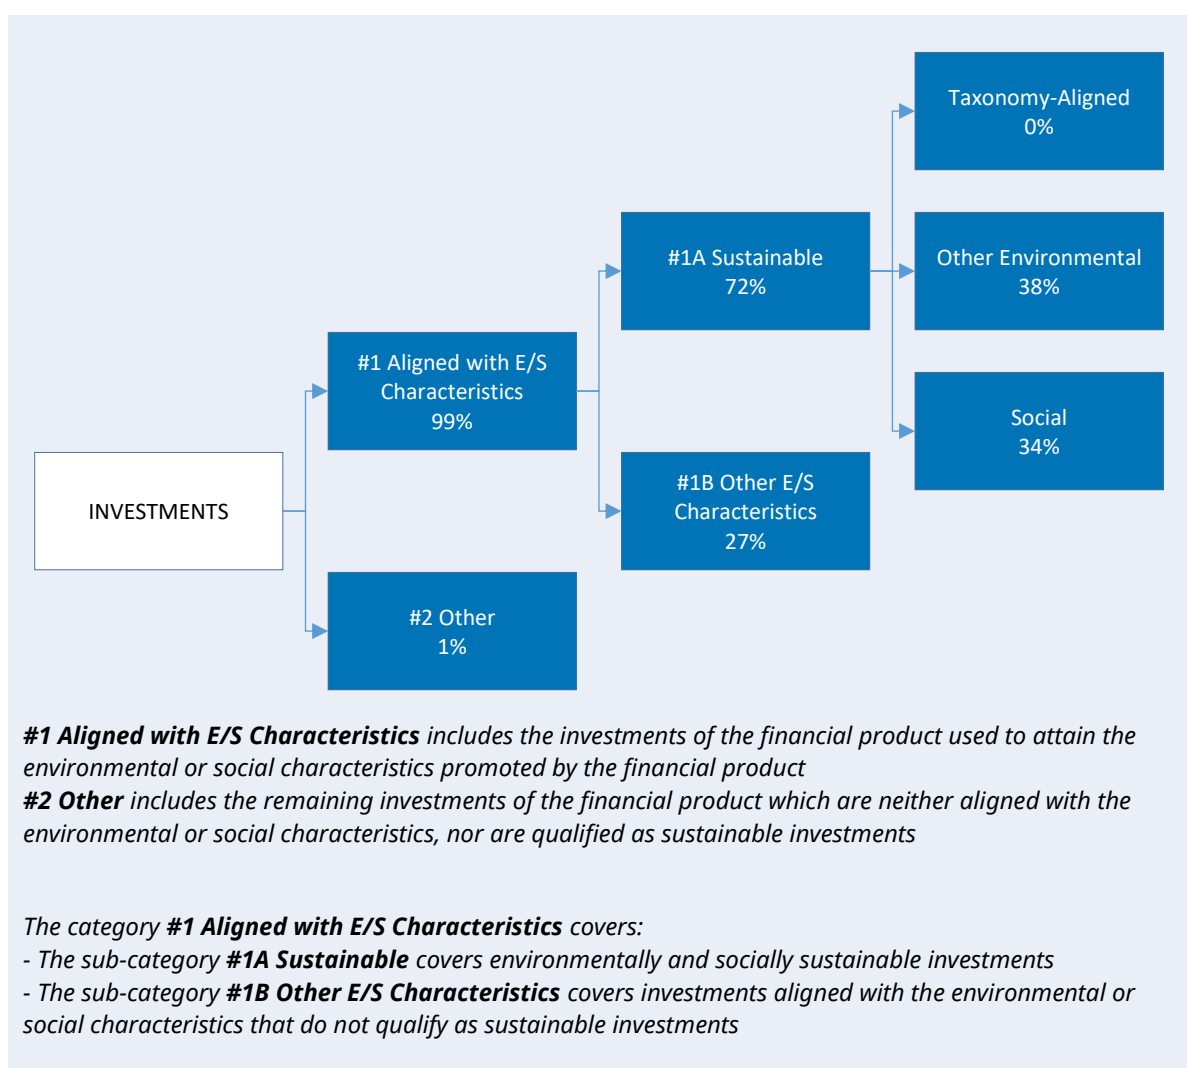 Taxonomy-Aligned
0%
#1A Sustainable
72%
Other Environmental
38%
#1 Aligned with E/S
Characteristics
99%
Social
34%
INVESTMENTS
#1B Other E/S
Characteristics
27%
#2 Other
1%
#1 Aligned with E/S Characteristics includes the investments of the financial product used to attain the
environmental or social characteristics promoted by the financial product
#2 Other includes the remaining investments of the financial product which are neither aligned with the
environmental or social characteristics, nor are qualified as sustainable investments
The category #1 Aligned with E/S Characteristics covers:
- The sub-category #1A Sustainable covers environmentally and socially sustainable investments
- The sub-category #1B Other E/S Characteristics covers investments aligned with the environmental or
social characteristics that do not qualify as sustainable investments